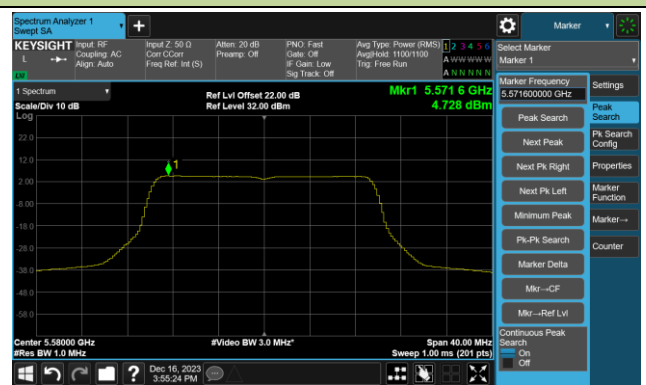 Spectrum Analyzer 1
Swept SA
Marker
KEYSIGHT
L
LV
Input: RF
Coupling: AC
Align: Auto
Input Z: 50 Ω
Corr CCorr
Freq Ref: Int (S)
Atten: 20 dB
Preamp: Off
PNO: Fast
Gate: Off
IF Gain: Low
Sig Track: Off
Avg Type: Power (RMS)
Avg|Hold: 1100/1100
Trig: Free Run
1 2 3 4 5 6
A W W W W W
A N N N N N
Select Marker
Marker 1
1 Spectrum
Scale/Div 10 dB
Log
Ref Lvl Offset 22.00 dB
Ref Level 32.00 dBm
Mkr1 5.571 6 GHz
4.728 dBm
22.0
12.0
2.00
-8.00
-18.0
-28.0
-38.0
-48.0
-58.0
1
Center 5.58000 GHz
#Res BW 1.0 MHz
#Video BW 3.0 MHz*
Span 40.00 MHz
Sweep 1.00 ms (201 pts)
Marker Frequency
5.571600000 GHz
Peak Search
Next Peak
Next Pk Right
Next Pk Left
Minimum Peak
Pk-Pk Search
Marker Delta
Mkr→CF
Mkr→Ref Lvl
Continuous Peak
Search
On
Off
Settings
Peak
Search
Pk Search
Config
Properties
Marker
Function
Marker→
Counter
?
Dec 16, 2023
3:55:24 PM